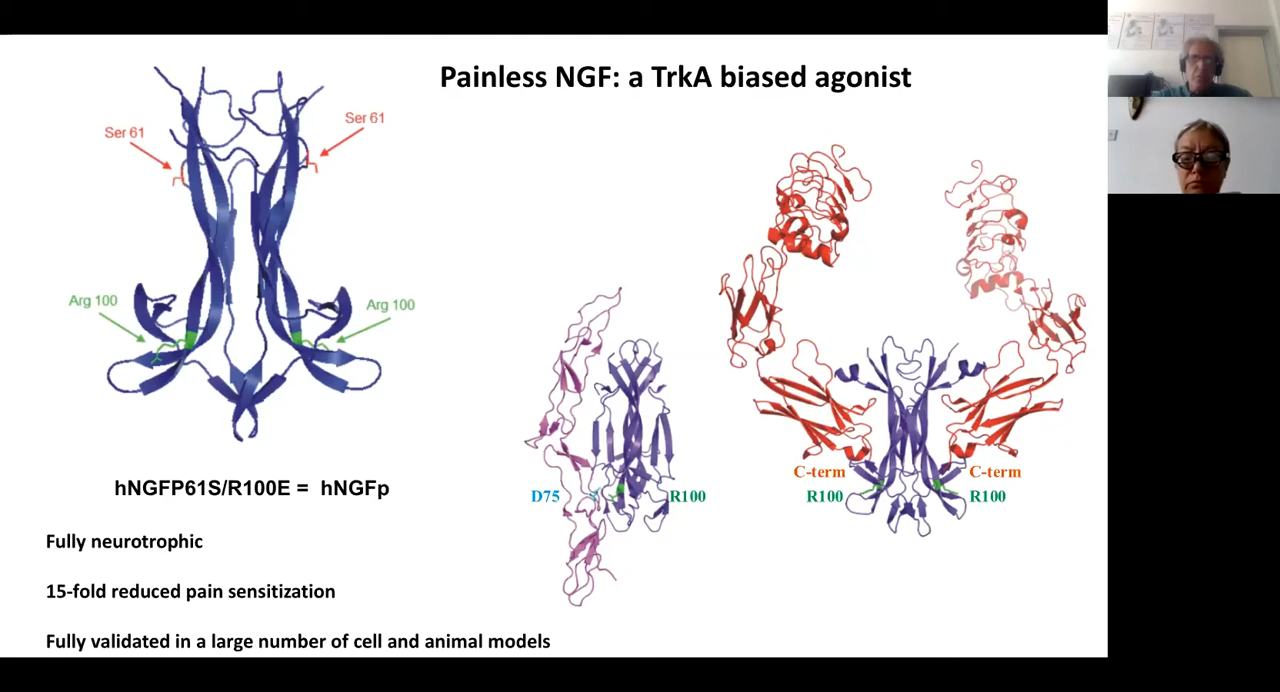 Painless NGF: a TrkA biased agonist
Ser 61
Ser 61
Arg 100
Arg 100
hNGFP61S/R100E = hNGFp
Fully neurotrophic
15-fold reduced pain sensitization
Fully validated in a large number of cell and animal models
D75
R100
C-term
R100
C-term
R100